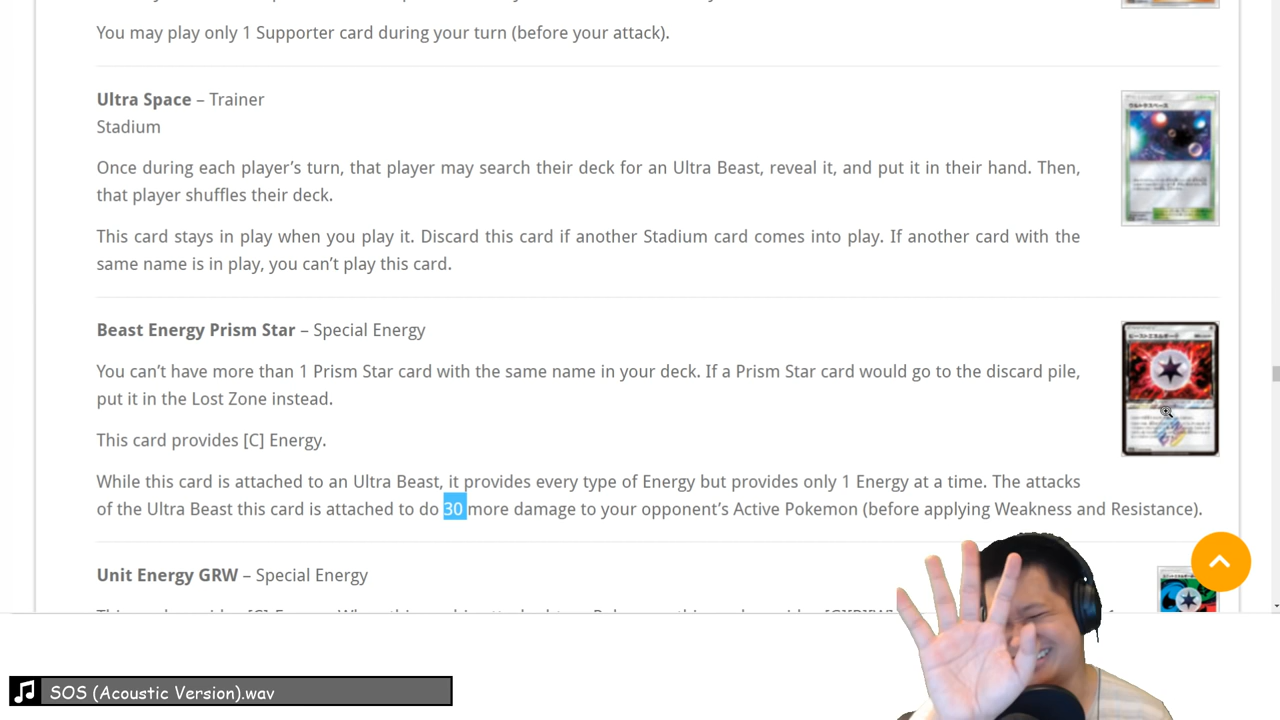 You may play only 1 Supporter card during your turn (before your attack).
Ultra Space – Trainer
Stadium
Once during each player’s turn, that player may search their deck for an Ultra Beast, reveal it, and put it in their hand. Then,
that player shuffles their deck.
This card stays in play when you play it. Discard this card if another Stadium card comes into play. If another card with the
same name is in play, you can’t play this card.
Beast Energy Prism Star – Special Energy
You can’t have more than 1 Prism Star card with the same name in your deck. If a Prism Star card would go to the discard pile,
put it in the Lost Zone instead.
This card provides [C] Energy.
While this card is attached to an Ultra Beast, it provides every type of Energy but provides only 1 Energy at a time. The attacks
of the Ultra Beast this card is attached to do 30 more damage to your opponent’s Active Pokemon (before applying Weakness and Resistance).
Unit Energy GRW – Special Energy
SOS (Acoustic Version).wav